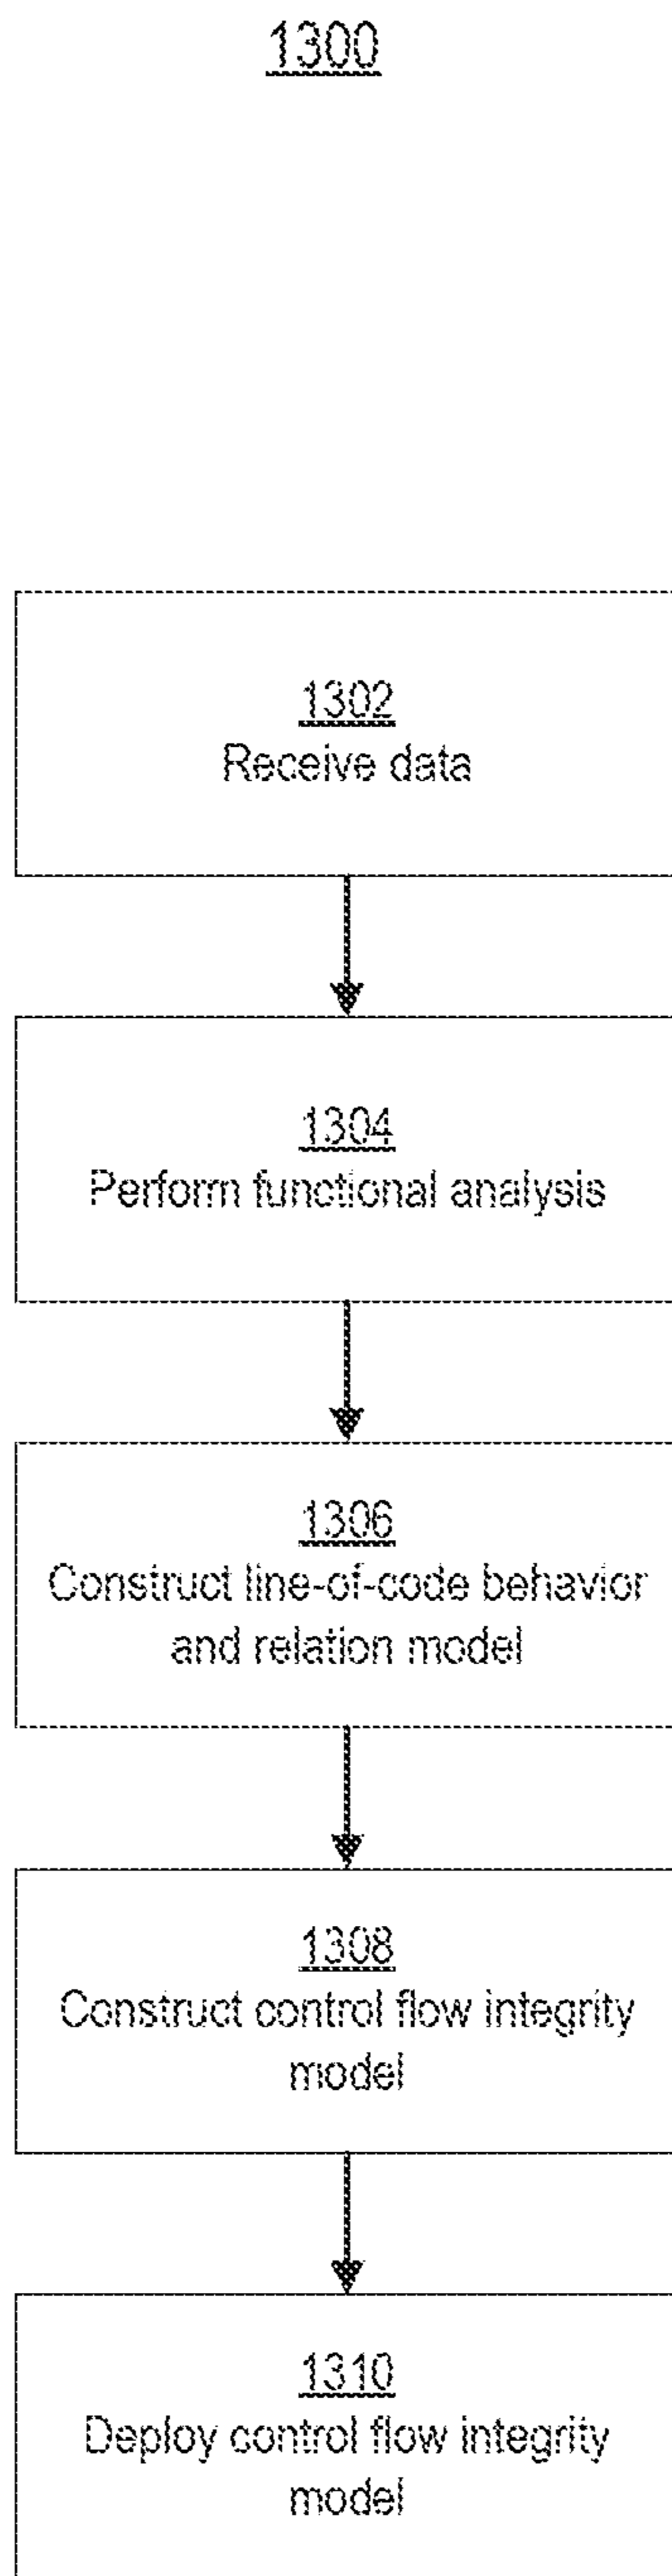 1300
1302
Receive data
1304
Perform functional analysis
1306
Construct line-of-code behavior
and relation model
1308
Construct control flow integrity
model
1310
Deploy control flow integrity
model